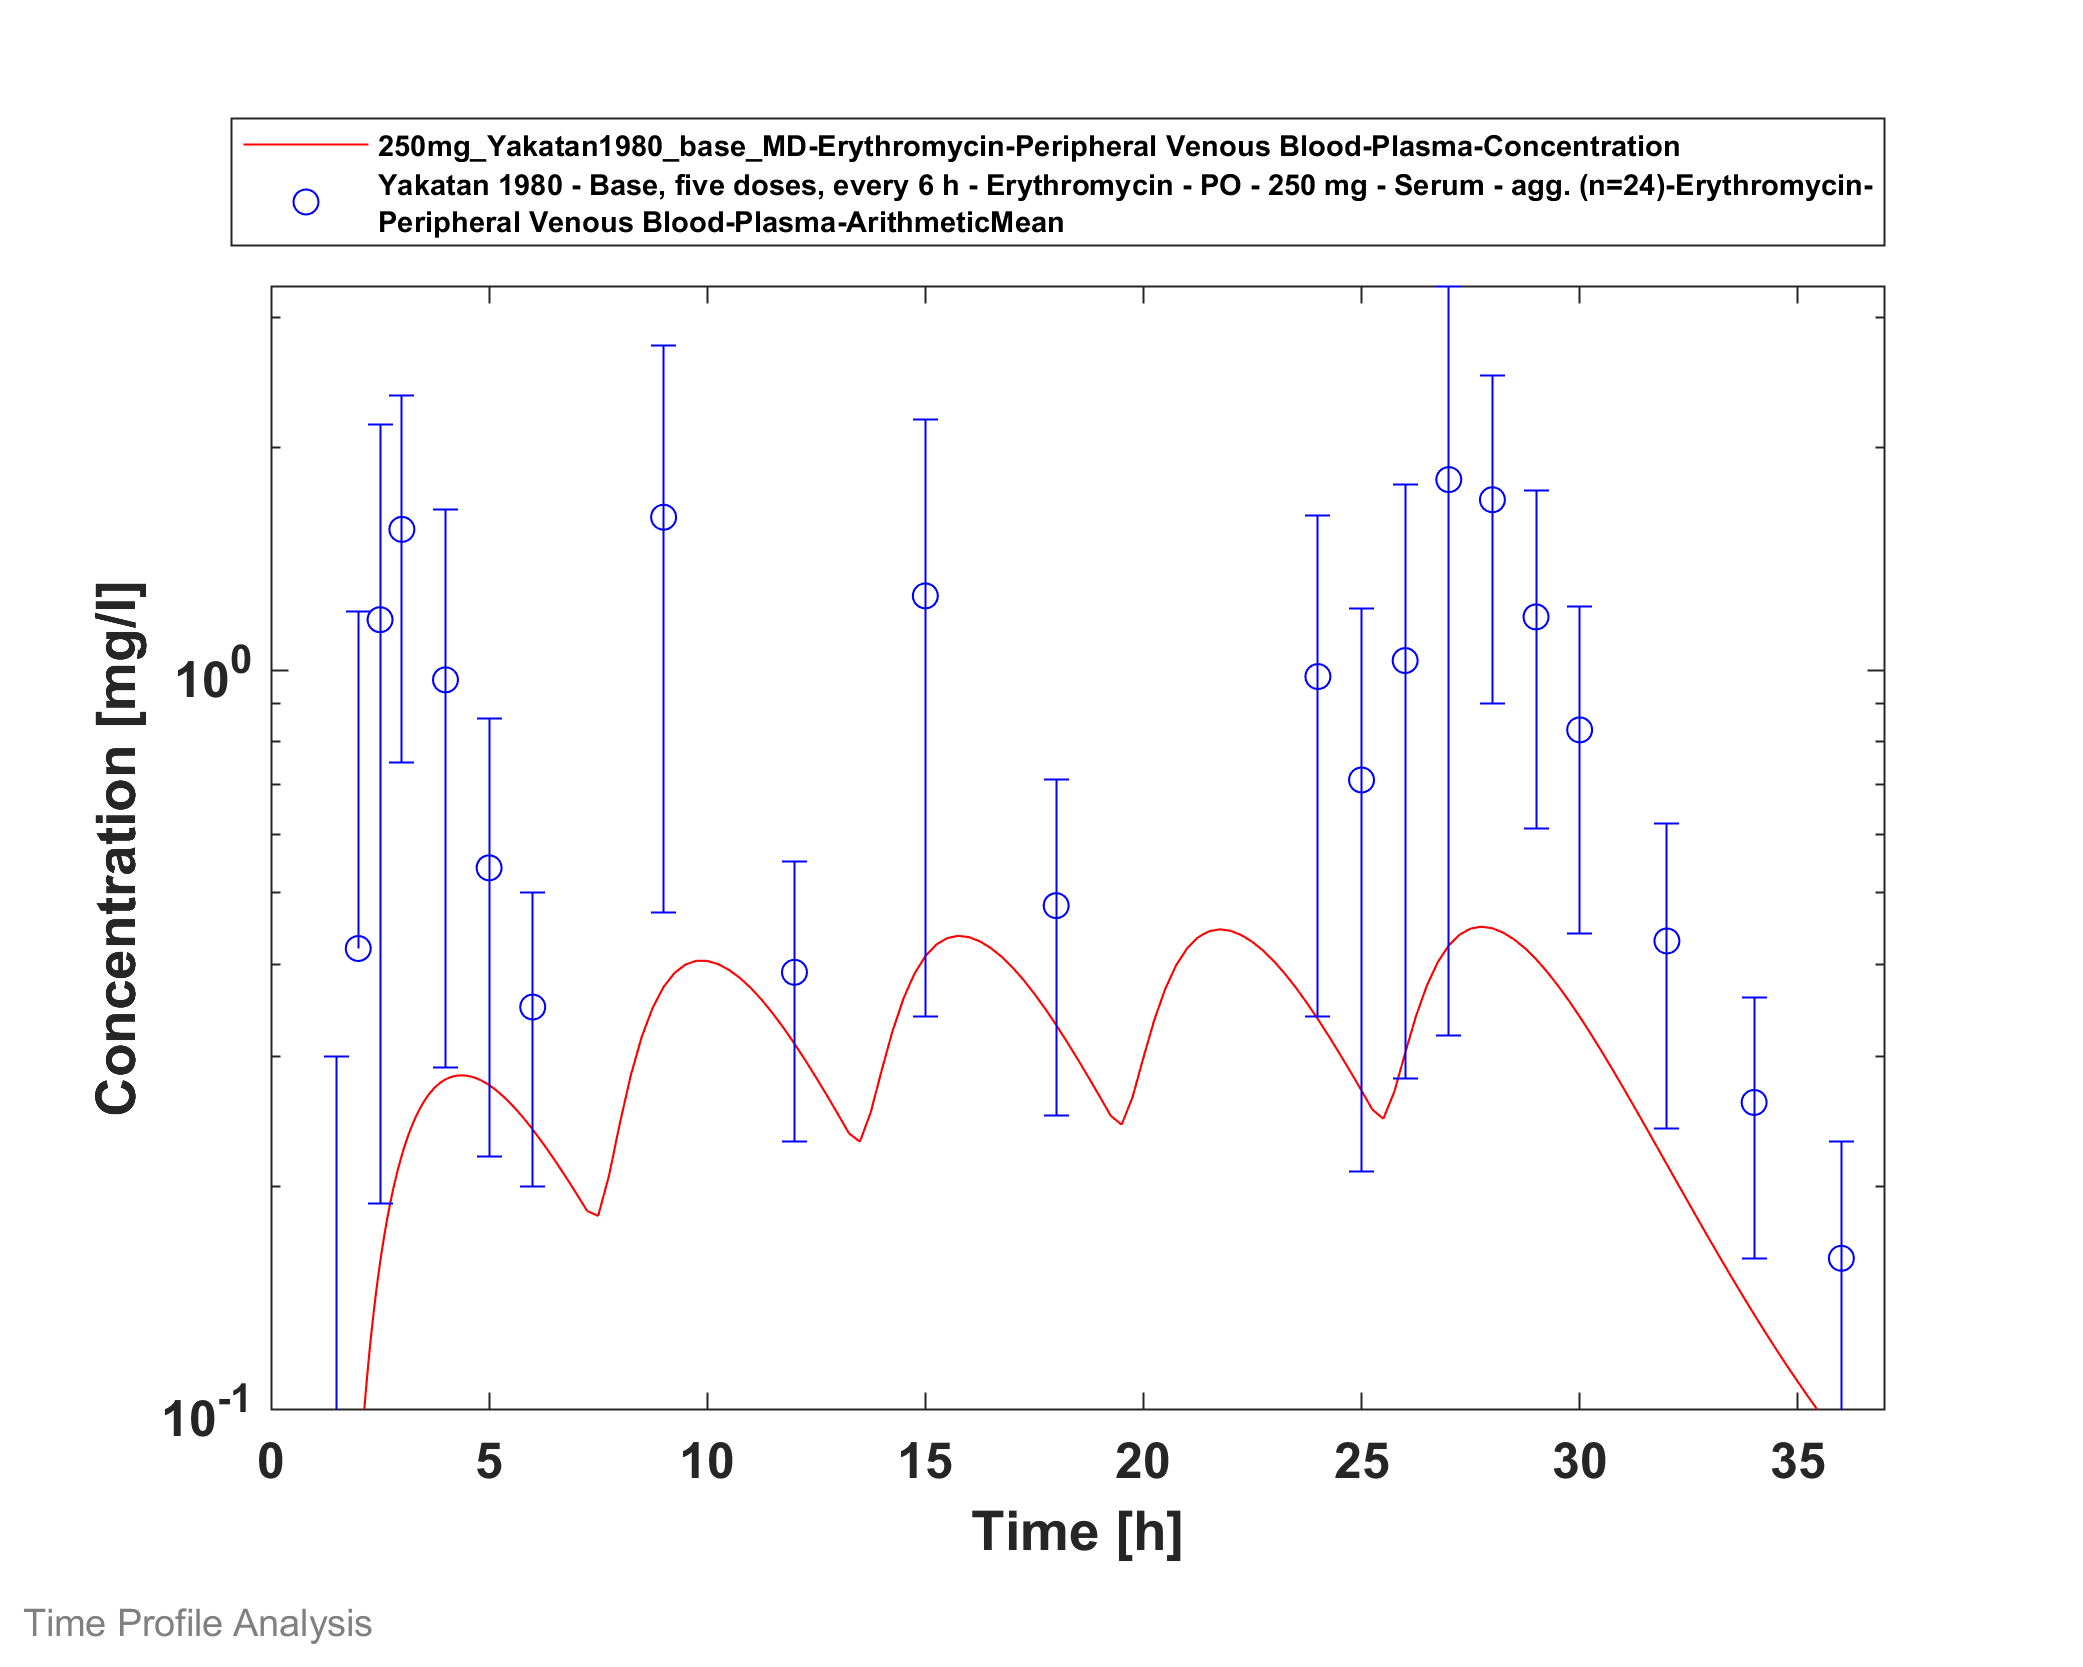 250mg_Yakatan1980_base_MD-Erythromycin-Peripheral Venous Blood-Plasma-Concentration
Yakatan 1980 - Base, five doses, every 6 h - Erythromycin - PO - 250 mg - Serum - agg. (n=24)-Erythromycin-
Peripheral Venous Blood-Plasma-ArithmeticMean
Concentration [mg/l]
10^0
10^-1
0 5 10 15 20 25 30 35
Time [h]
Time Profile Analysis